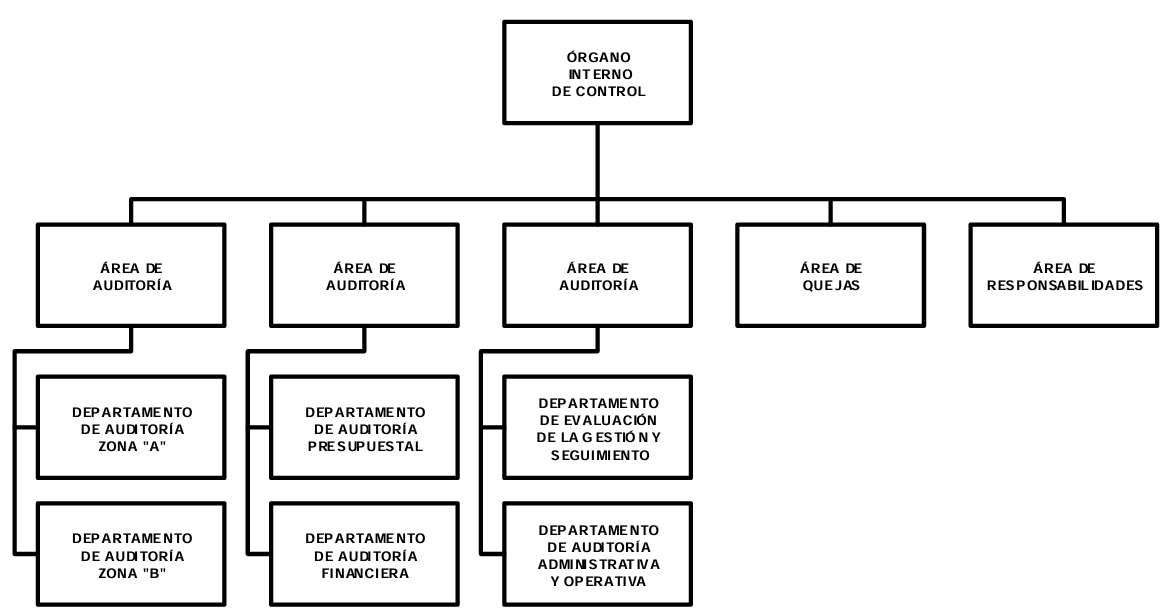 ÓRGANO
INTERNO
DE CONTROL
ÁREA DE
AUDITORÍA
ÁREA DE
AUDITORÍA
ÁREA DE
AUDITORÍA
ÁREA DE
QUEJAS
ÁREA DE
RESPONSABILIDADES
DEPARTAMENTO
DE AUDITORÍA
ZONA "A"
DEPARTAMENTO
DE AUDITORÍA
PRESUPUESTAL
DEPARTAMENTO
DE EVALUACIÓN
DE LA GESTIÓN Y
SEGUIMIENTO
DEPARTAMENTO
DE AUDITORÍA
ZONA "B"
DEPARTAMENTO
DE AUDITORÍA
FINANCIERA
DEPARTAMENTO
DE AUDITORÍA
ADMINISTRATIVA
Y OPERATIVA